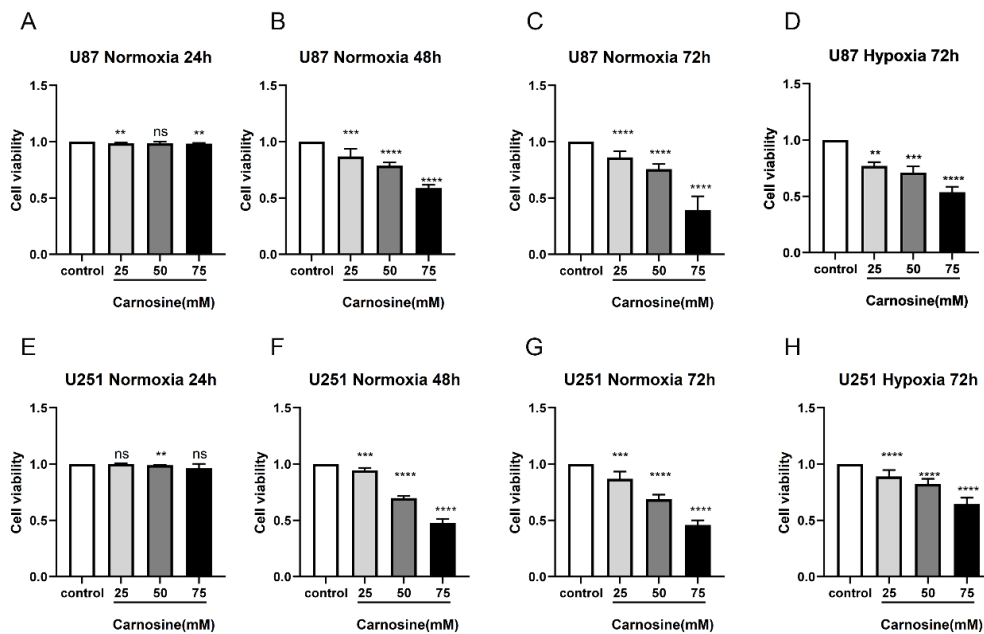 A
B
C
D
U87 Normoxia 24h
U87 Normoxia 48h
U87 Normoxia 72h
U87 Hypoxia 72h
Cell viability
1.5
1.0
0.5
0.0
**
ns
**
control
25
50
75
Carnosine(mM)
Cell viability
1.5
1.0
0.5
0.0
***
****
****
control
25
50
75
Carnosine(mM)
Cell viability
1.5
1.0
0.5
0.0
****
****
****
control
25
50
75
Carnosine(mM)
Cell viability
1.5
1.0
0.5
0.0
**
***
****
control
25
50
75
Carnosine(mM)
E
F
G
H
U251 Normoxia 24h
U251 Normoxia 48h
U251 Normoxia 72h
U251 Hypoxia 72h
Cell viability
1.5
1.0
0.5
0.0
ns
**
ns
control
25
50
75
Carnosine(mM)
Cell viability
1.5
1.0
0.5
0.0
***
****
****
control
25
50
75
Carnosine(mM)
Cell viability
1.5
1.0
0.5
0.0
***
****
****
control
25
50
75
Carnosine(mM)
Cell viability
1.5
1.0
0.5
0.0
****
****
****
control
25
50
75
Carnosine(mM)